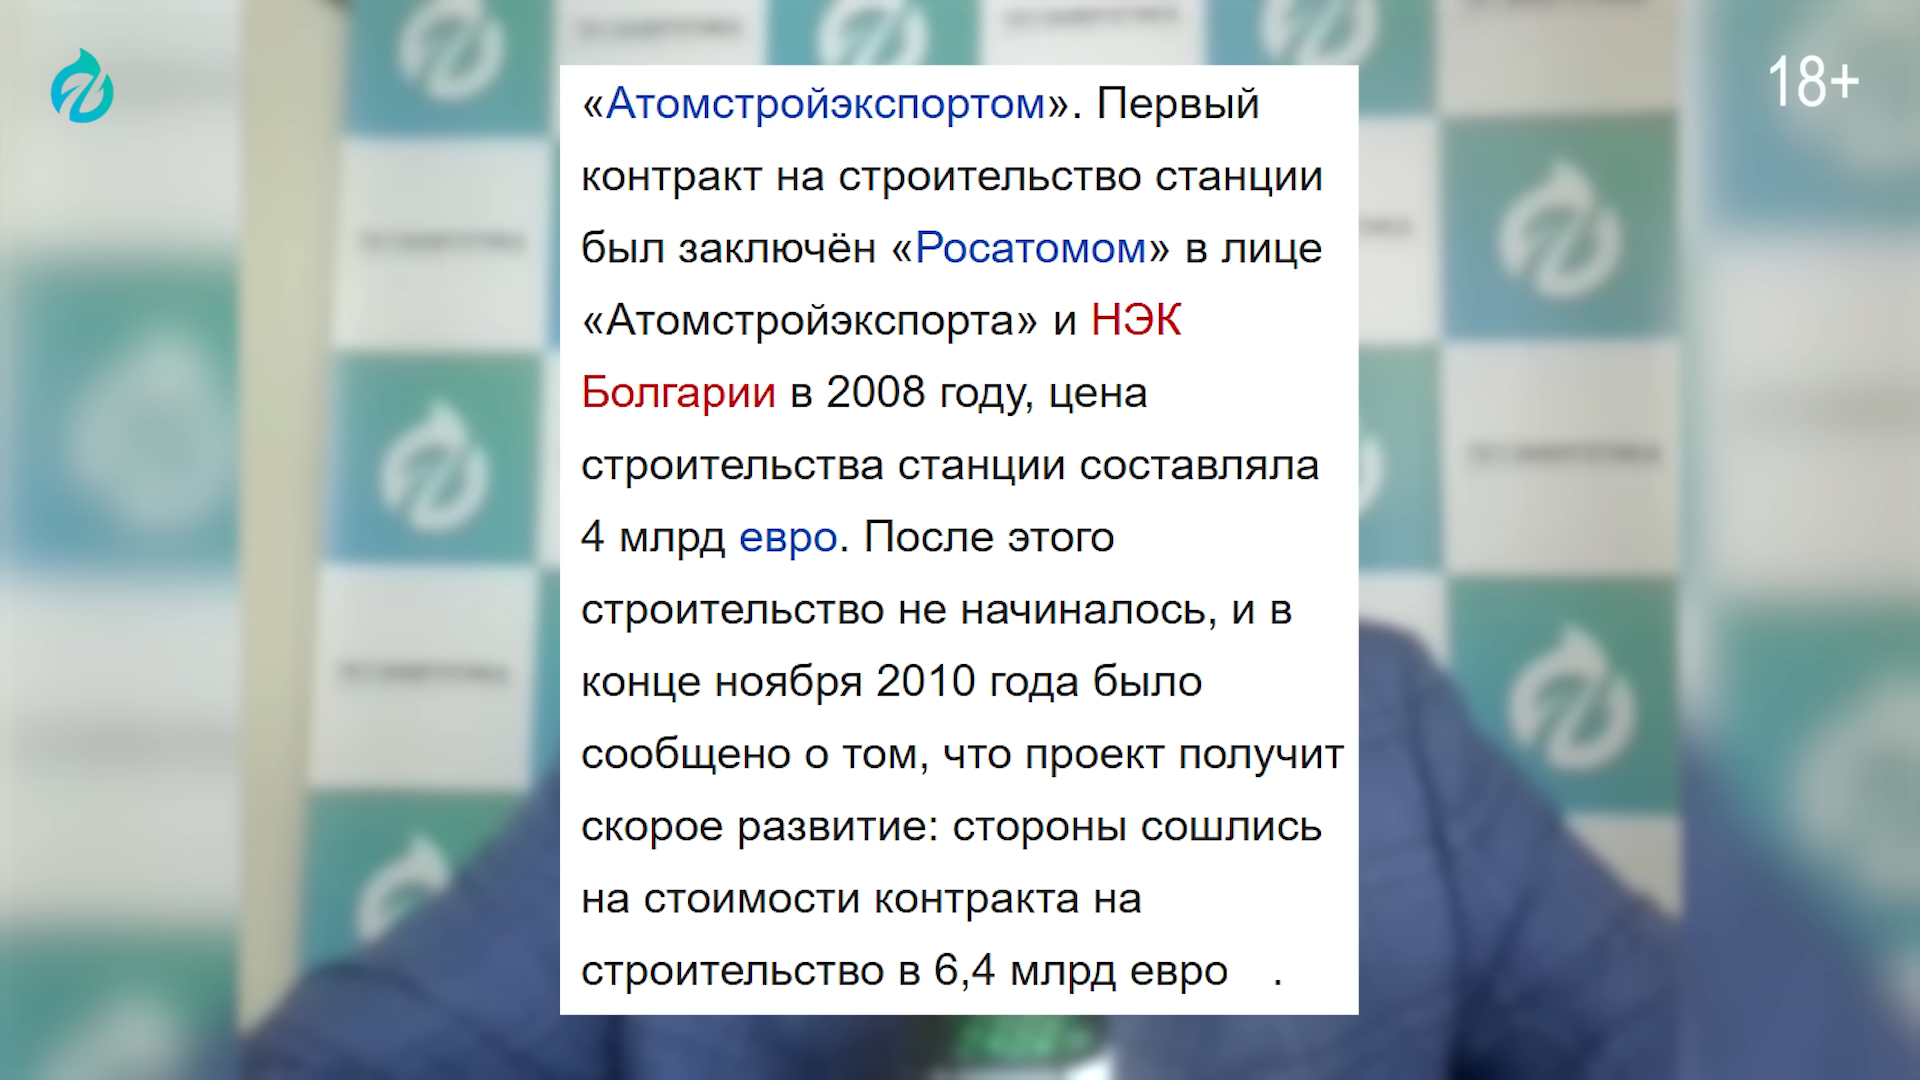 18+
«Атомстройэкспортом». Первый
контракт на строительство станции
был заключён «Росатомом» в лице
«Атомстройэкспорта» и НЭК
Болгарии в 2008 году, цена
строительства станции составляла
4 млрд евро. После этого
строительство не начиналось, и в
конце ноября 2010 года было
сообщено о том, что проект получит
скорое развитие: стороны сошлись
на стоимости контракта на
строительство в 6,4 млрд евро .